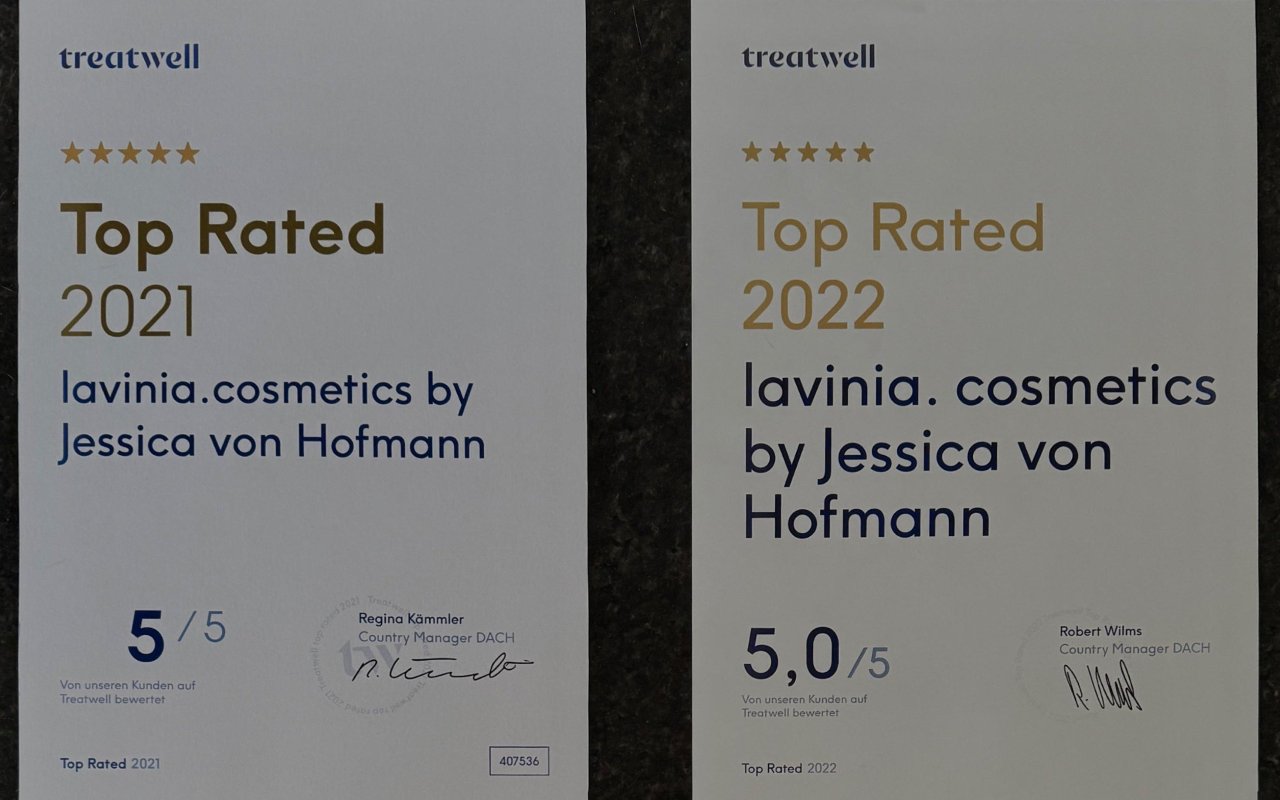 treatwell
Top Rated
2021
lavinia.cosmetics by
Jessica von Hofmann
5 / 5
Von unseren Kunden auf
Treatwell bewertet
Regina Kämmler
Country Manager DACH
Top Rated 2021
407536
treatwell
Top Rated
2022
lavinia. cosmetics
by Jessica von
Hofmann
5,0 /5
Von unseren Kunden auf
Treatwell bewertet
Robert Wilms
Country Manager DACH
Top Rated 2022